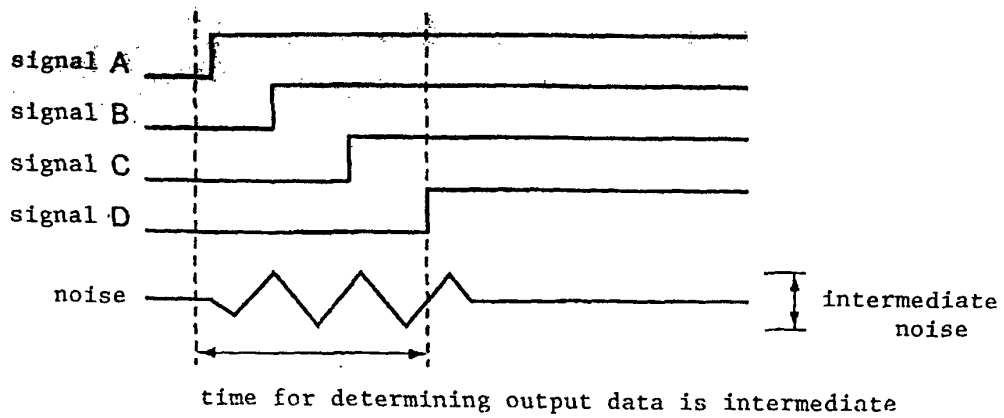 signal A
signal B
signal C
signal D
noise
intermediate
noise
time for determining output data is intermediate